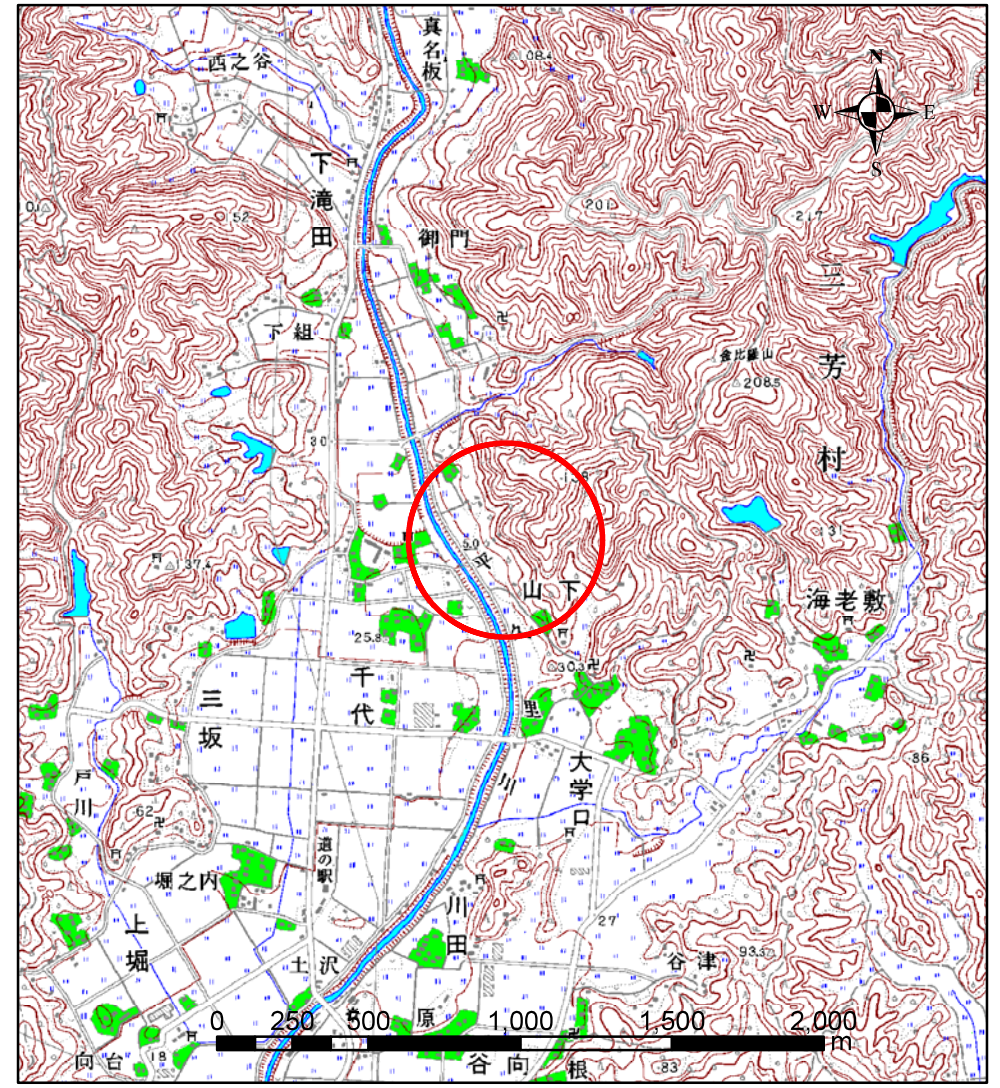 真名板
西之谷
N
W
E
S
下滝田
201
217
52
御門
三芳村
下組
金比羅山
208.5
30
137.4
山下
海老敷
25.8
30.3
千代
三坂
里
大学口
86
戸川
川
62
道の駅
堀之内
川田
上堀
27
93.3
谷津
土沢
原
0 250 500 1,000 1,500 2,000
m
向台
18
谷向
根
83